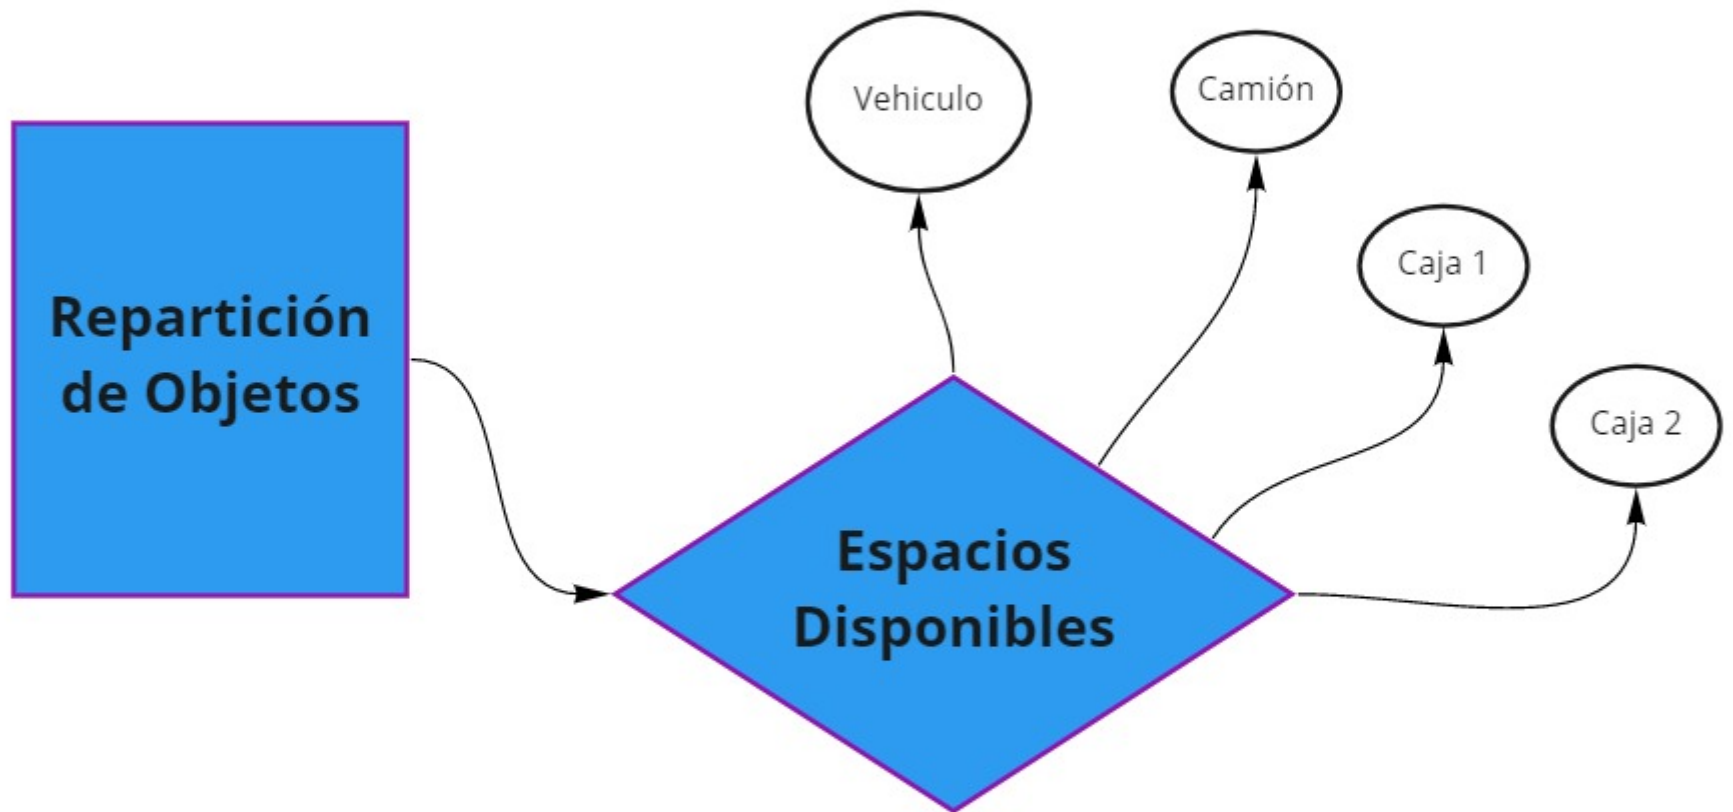 Vehiculo
Camión
Caja 1
Repartición
de Objetos
Caja 2
Espacios
Disponibles